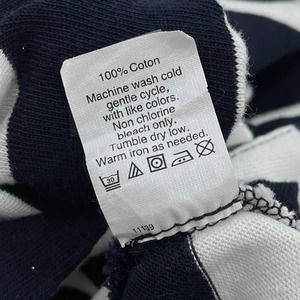 100% Coton
Machine wash cold
gentle cycle,
with like colors.
Non chlorine
bleach only.
Tumble dry low.
Warm iron as needed.
30
11139